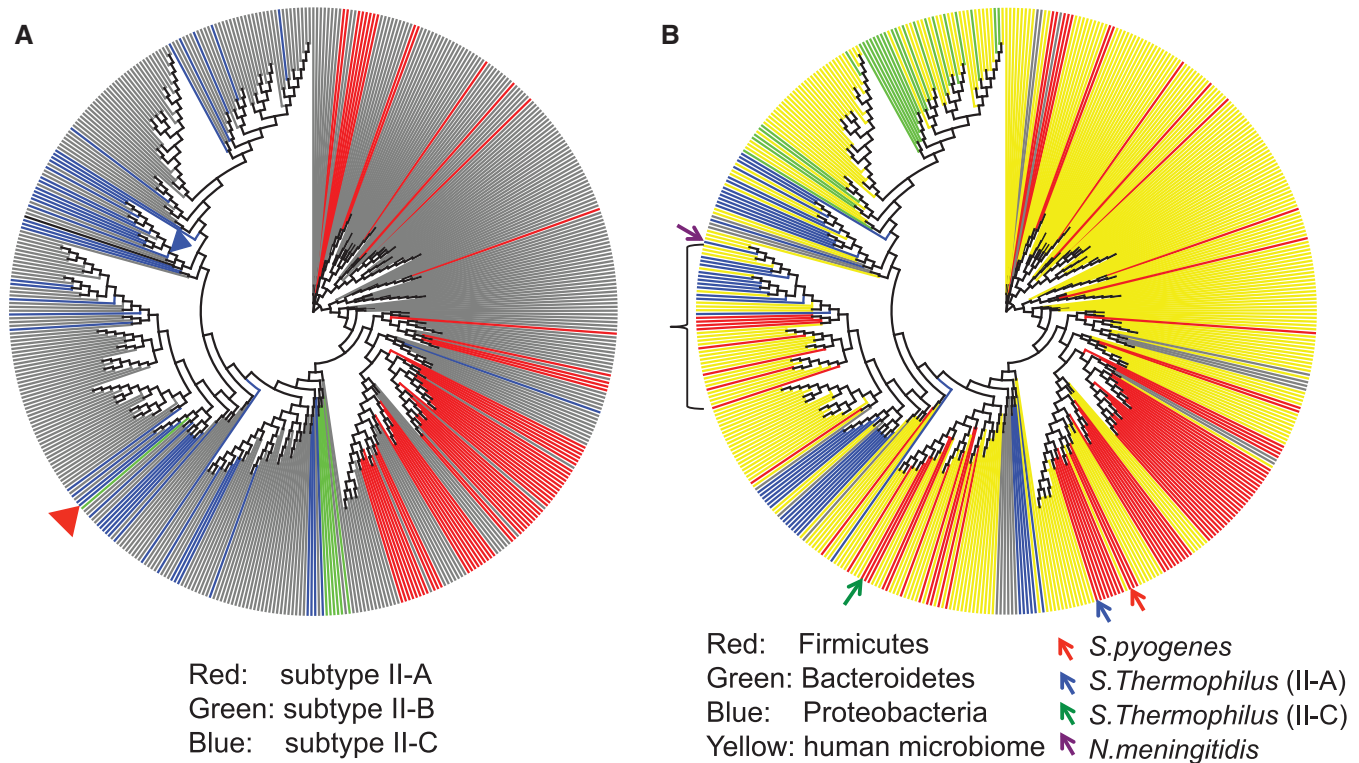 A
B
Red: subtype II-A
Green: subtype II-B
Blue: subtype II-C
Red: Firmicutes
Green: Bacteroidetes
Blue: Proteobacteria
Yellow: human microbiome
S.pyogenes
S.Thermophilus (II-A)
S.Thermophilus (II-C)
N.meningitidis